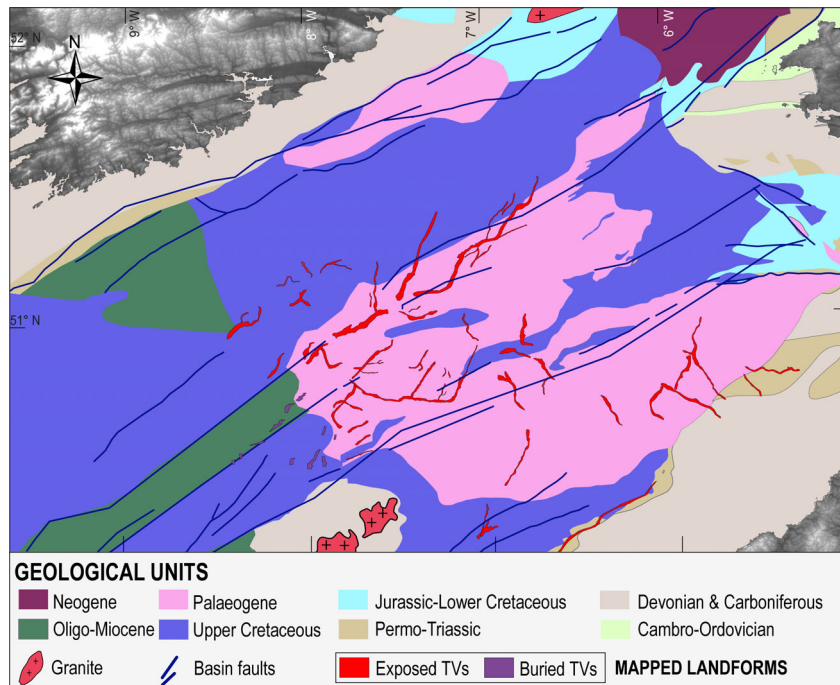 52° N
9° W
8° W
7° W
6° W
N
51° N
GEOLOGICAL UNITS
Neogene
Palaeogene
Jurassic-Lower Cretaceous
Devonian & Carboniferous
Oligo-Miocene
Upper Cretaceous
Permo-Triassic
Cambro-Ordovician
Granite
Basin faults
Exposed TVs
Buried TVs
MAPPED LANDFORMS